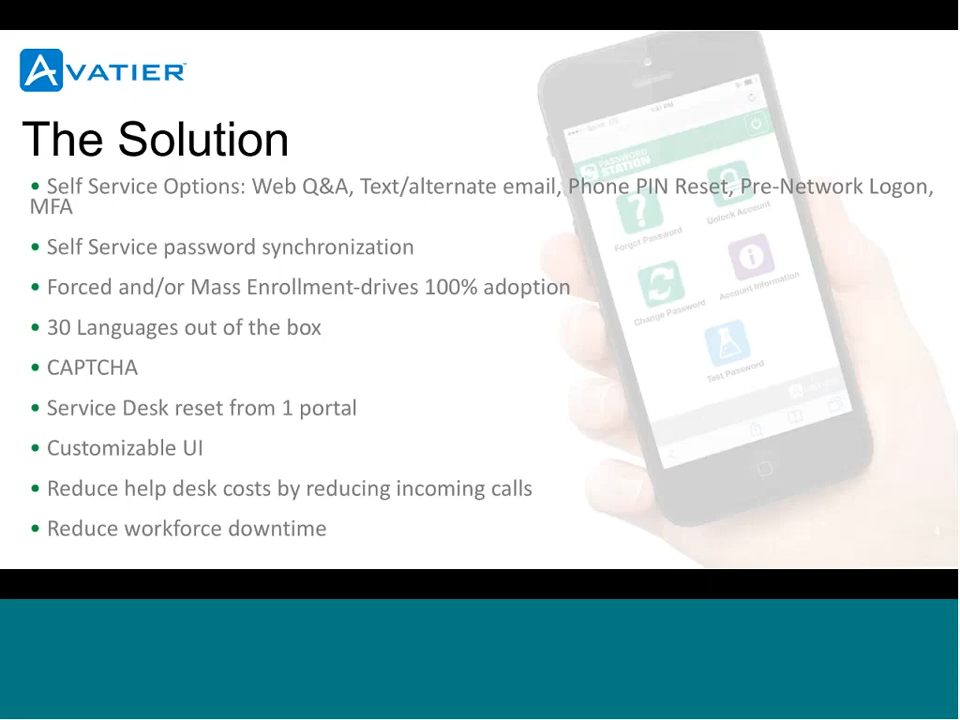 AVATIER
The Solution
• Self Service Options: Web Q&A, Text/alternate email, Phone PIN Reset, Pre-Network Logon,
MFA
• Self Service password synchronization
• Forced and/or Mass Enrollment-drives 100% adoption
• 30 Languages out of the box
• CAPTCHA
• Service Desk reset from 1 portal
• Customizable UI
• Reduce help desk costs by reducing incoming calls
• Reduce workforce downtime
PASSWORD
STATION
Forgot Password
Unlock Account
Change Password
Account Information
Test Password
4